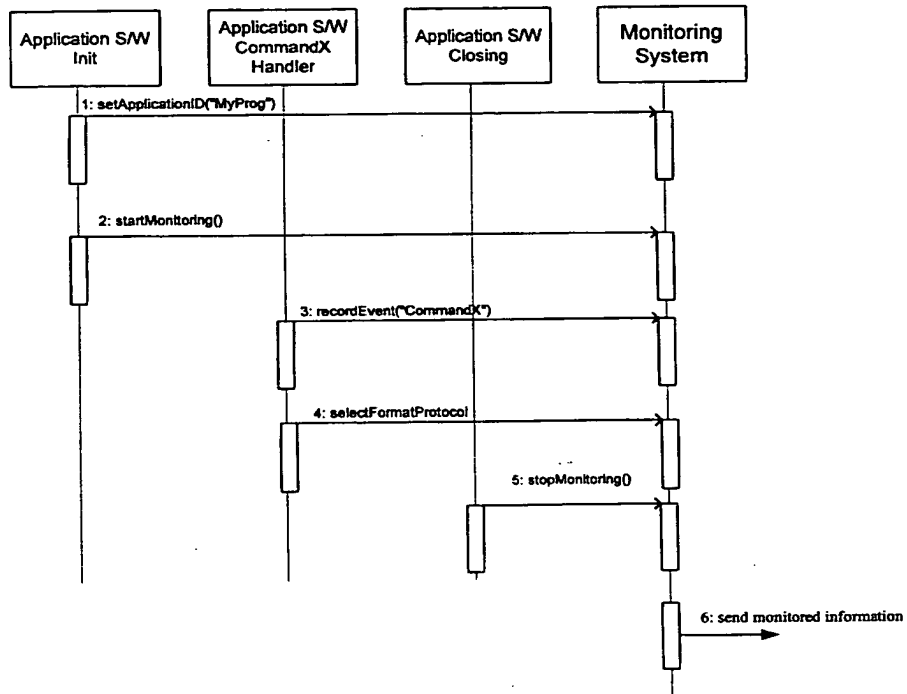 Application S/W
Init
Application S/W
CommandX
Handler
Application S/W
Closing
Monitoring
System
1: setApplicationID("MyProg")
2: startMonitoring()
3: recordEvent("CommandX")
4: selectFormatProtocol
5: stopMonitoring()
6: send monitored information